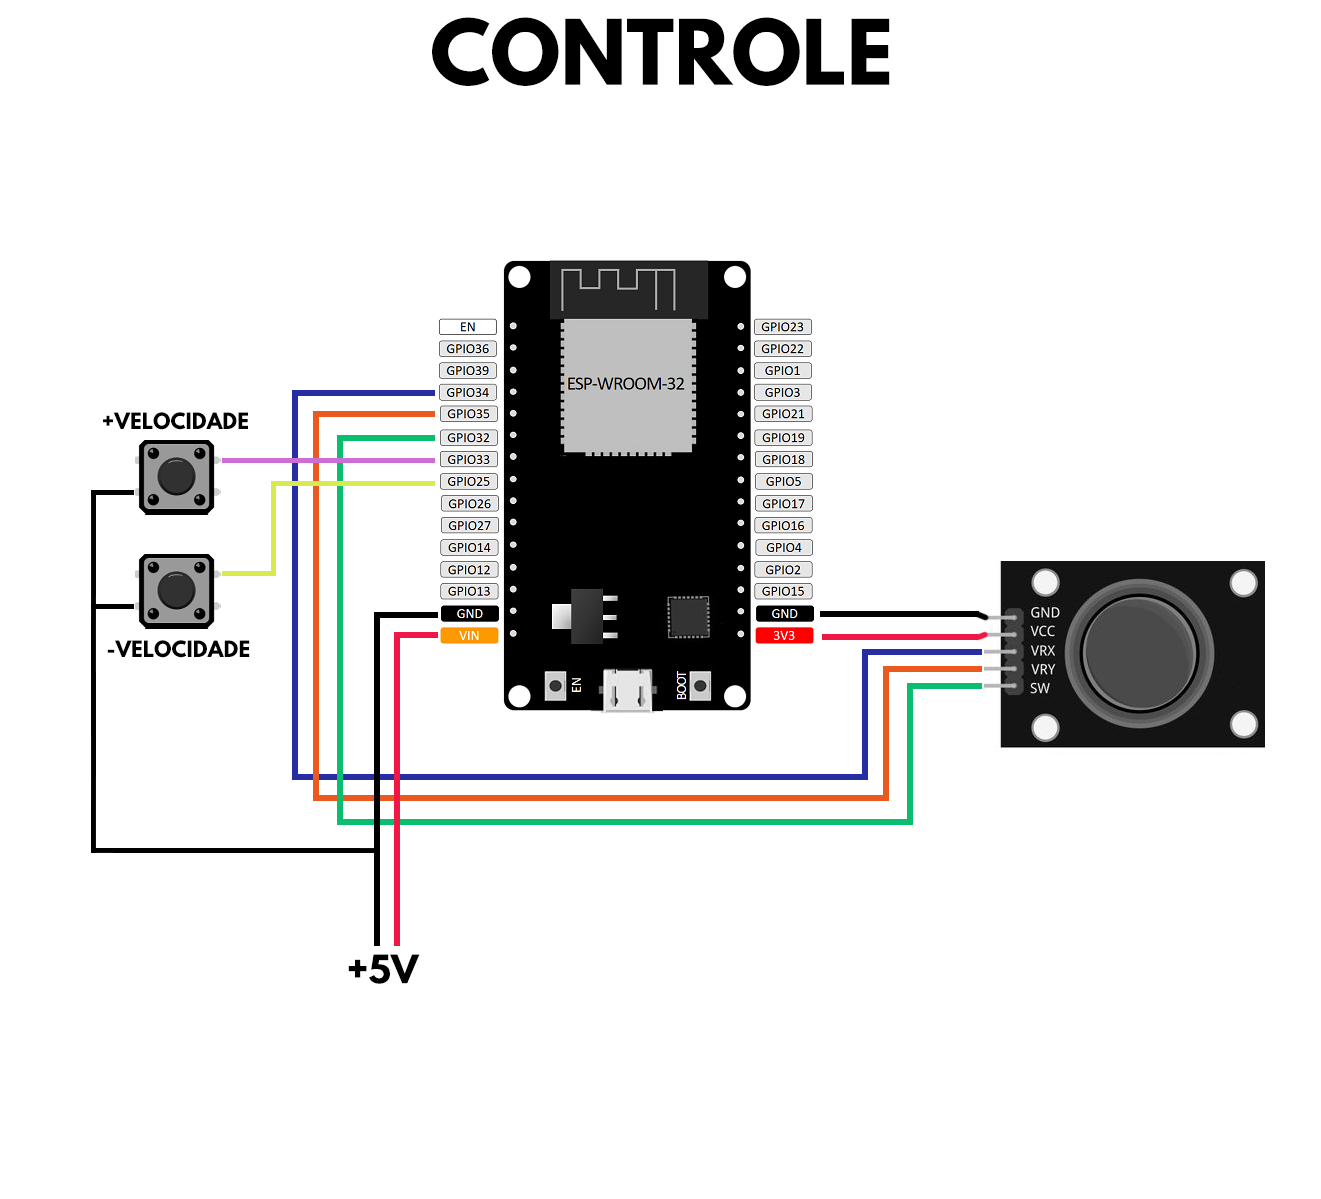 CONTROLE
ESP-WROOM-32
EN
GPIO36
GPIO39
GPIO34
GPIO35
GPIO32
GPIO33
GPIO25
GPIO26
GPIO27
GPIO14
GPIO12
GPIO13
GND
VIN
GPIO23
GPIO22
GPIO1
GPIO3
GPIO21
GPIO19
GPIO18
GPIO5
GPIO17
GPIO16
GPIO4
GPIO2
GPIO15
GND
3V3
+VELOCIDADE
-VELOCIDADE
EN
BOOT
GND
VCC
VRX
VRY
SW
+5V